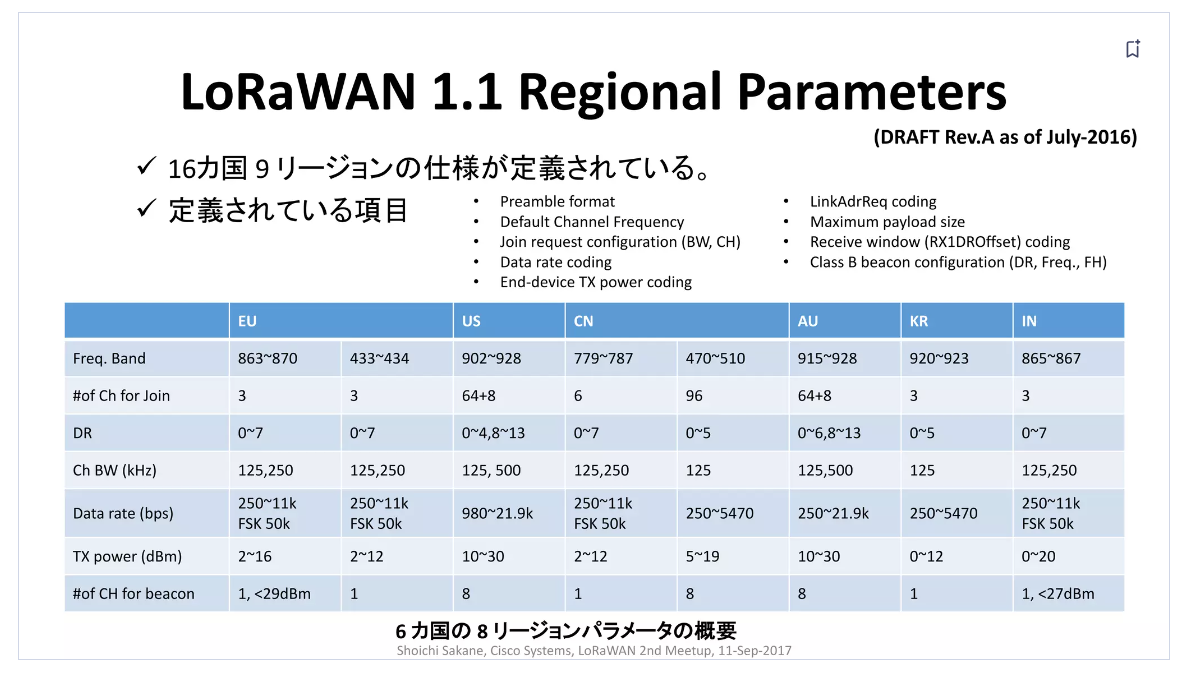 LoRaWAN 1.1 Regional Parameters
(DRAFT Rev.A as of July-2016)
✓ 16カ国 9 リージョンの仕様が定義されている。
✓ 定義されている項目
• Preamble format
• Default Channel Frequency
• Join request configuration (BW, CH)
• Data rate coding
• End-device TX power coding
• LinkAdrReq coding
• Maximum payload size
• Receive window (RX1DROffset) coding
• Class B beacon configuration (DR, Freq., FH)
EU US CN AU KR IN
Freq. Band 863~870 433~434 902~928 779~787 470~510 915~928 920~923 865~867
#of Ch for Join 3 3 64+8 6 96 64+8 3 3
DR 0~7 0~7 0~4,8~13 0~7 0~5 0~6,8~13 0~5 0~7
Ch BW (kHz) 125,250 125,250 125, 500 125,250 125 125,500 125 125,250
Data rate (bps) 250~11k FSK 50k 250~11k FSK 50k 980~21.9k 250~11k FSK 50k 250~5470 250~21.9k 250~5470 250~11k FSK 50k
TX power (dBm) 2~16 2~12 10~30 2~12 5~19 10~30 0~12 0~20
#of CH for beacon 1, <29dBm 1 8 1 8 8 1 1, <27dBm
6 カ国の 8 リージョンパラメータの概要
Shoichi Sakane, Cisco Systems, LoRaWAN 2nd Meetup, 11-Sep-2017